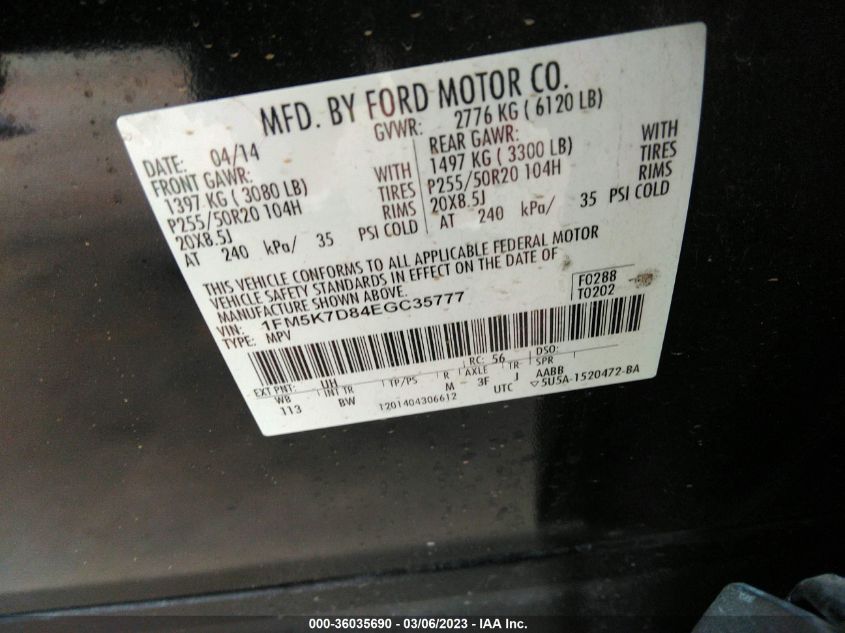 MFD. BY FORD MOTOR CO.
DATE: 04/14 GVWR: 2776 KG ( 6120 LB)
FRONT GAWR: REAR GAWR:
1397 KG ( 3080 LB) WITH 1497 KG ( 3300 LB) WITH
P255/50R20 104H TIRES P255/50R20 104H TIRES
20X8.5J RIMS 20X8.5J RIMS
AT 240 kPa/ 35 PSI COLD AT 240 kPa/ 35 PSI COLD
THIS VEHICLE CONFORMS TO ALL APPLICABLE FEDERAL MOTOR
VEHICLE SAFETY STANDARDS IN EFFECT ON THE DATE OF
MANUFACTURE SHOWN ABOVE.
F0288
VIN: 1FM5K7D84EGC35777 T0202
TYPE: MPV
EXT PNT: UH RC: 56 DSO:
WB INT TR TP/PS R AXLE TR SPR
113 BW M 3F J AABB
1201404306612 UTC ▽5U5A-1520472-BA
000-36035690 - 03/06/2023 - IAA Inc.